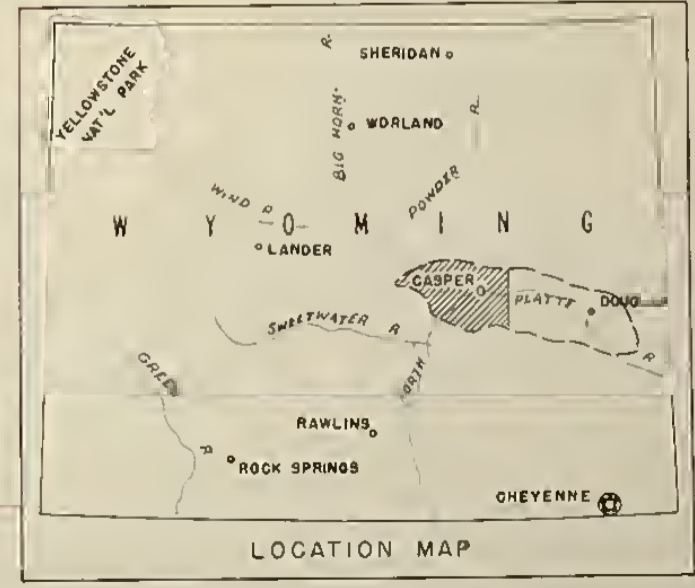 SHERIDAN
R.
YELLOWSTONE
NAT'L PARK
BIG HORN
WORLAND
R.
WIND R
POWDER
W Y O M I N G
LANDER
CASPER
PLATTE
DOUG
SWEETWATER R
R
GREEN
NORTH
RAWLINS
R
ROCK SPRINGS
CHEYENNE
LOCATION MAP